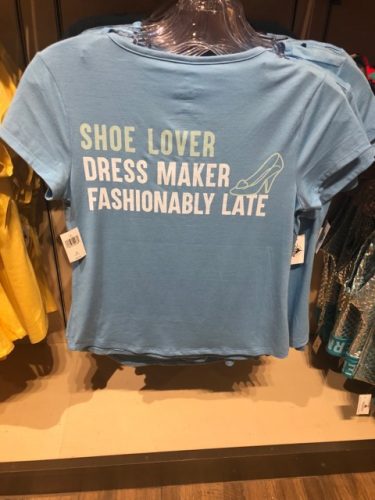 SHOE LOVER
DRESS MAKER
FASHIONABLY LATE